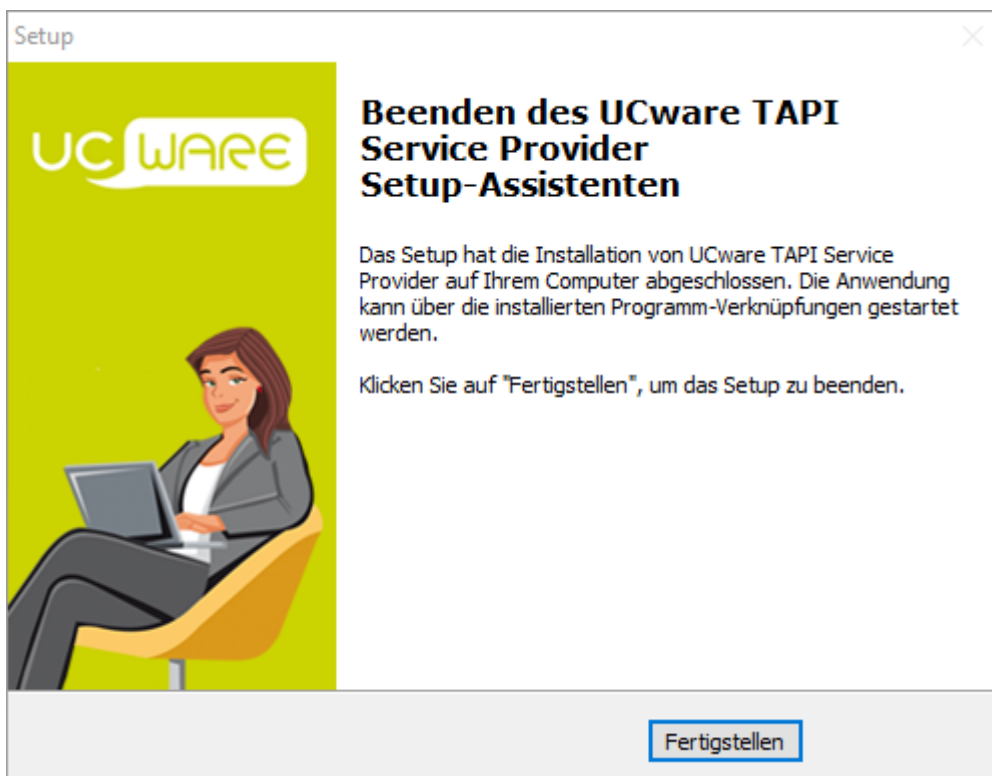 Setup
UC WARE
Beenden des UCware TAPI
Service Provider
Setup-Assistenten
Das Setup hat die Installation von UCware TAPI Service
Provider auf Ihrem Computer abgeschlossen. Die Anwendung
kann über die installierten Programm-Verknüpfungen gestartet
werden.
Klicken Sie auf "Fertigstellen", um das Setup zu beenden.
Fertigstellen